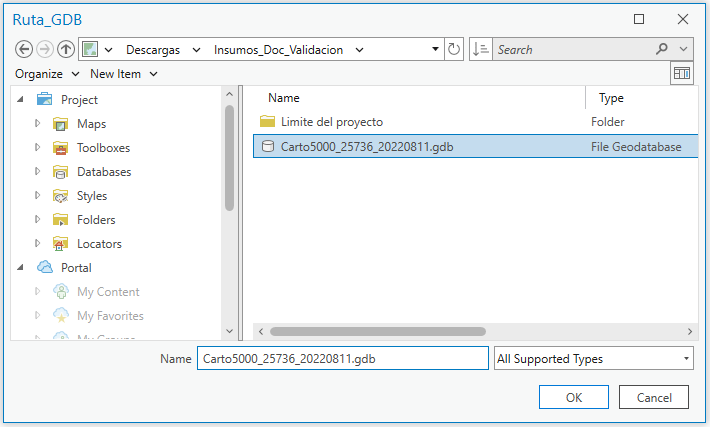 Ruta_GDB
Descargas Insumos_Doc_Validacion Search
Organize New Item
Project
Maps
Toolboxes
Databases
Styles
Folders
Locators
Portal
My Content
My Favorites
My Groups
Name Type
Limite del proyecto Folder
Carto5000_25736_20220811.gdb File Geodatabase
Name Carto5000_25736_20220811.gdb All Supported Types
OK Cancel